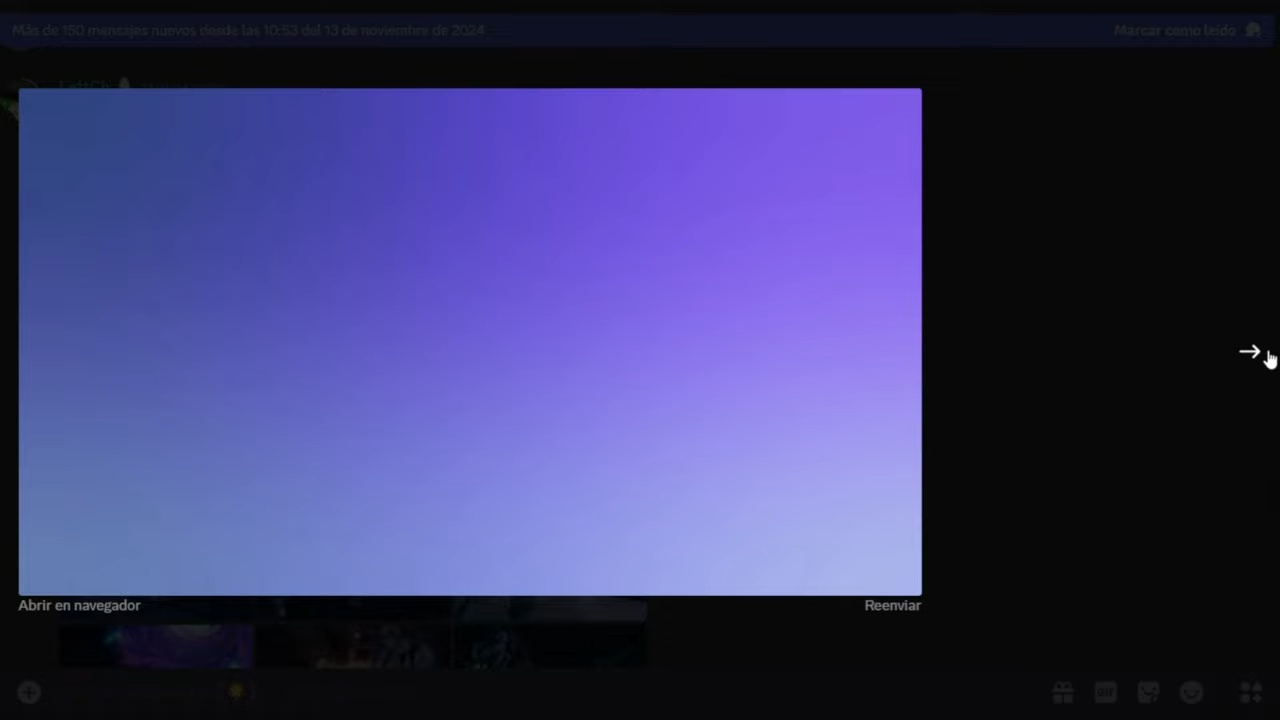 Más de 150 mensajes nuevos desde las 10:53 del 13 de noviembre de 2024
Marcar como leído
Abrir en navegador
Reenviar
GIF